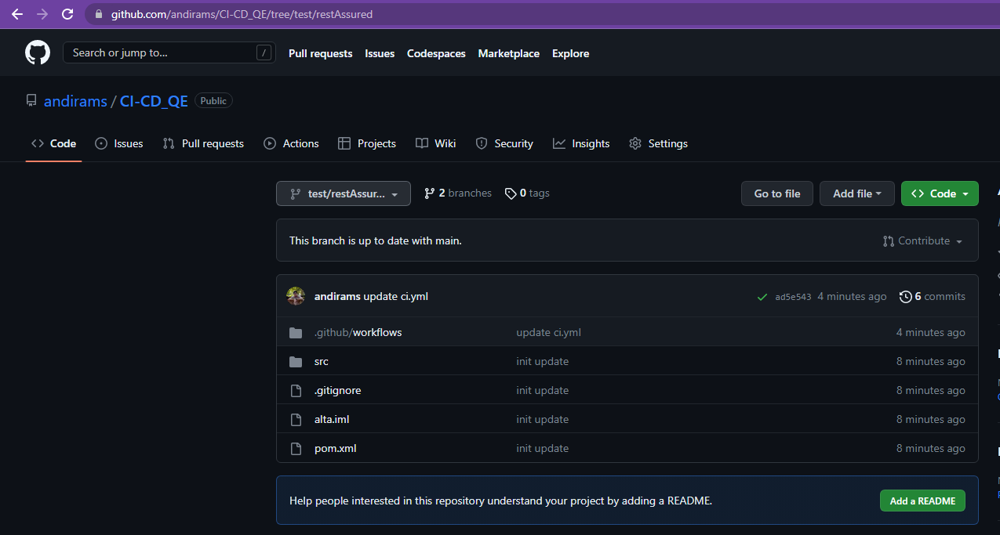 github.com/andirams/CI-CD_QE/tree/test/restAssured
Search or jump to... / Pull requests Issues Codespaces Marketplace Explore
andirams / CI-CD_QE Public
Code Issues Pull requests Actions Projects Wiki Security Insights Settings
test/restAssur... 2 branches 0 tags Go to file Add file Code
This branch is up to date with main. Contribute
andirams update ci.yml ad5e543 4 minutes ago 6 commits
.github/workflows update ci.yml 4 minutes ago
src init update 8 minutes ago
.gitignore init update 8 minutes ago
alta.iml init update 8 minutes ago
pom.xml init update 8 minutes ago
Help people interested in this repository understand your project by adding a README. Add a README